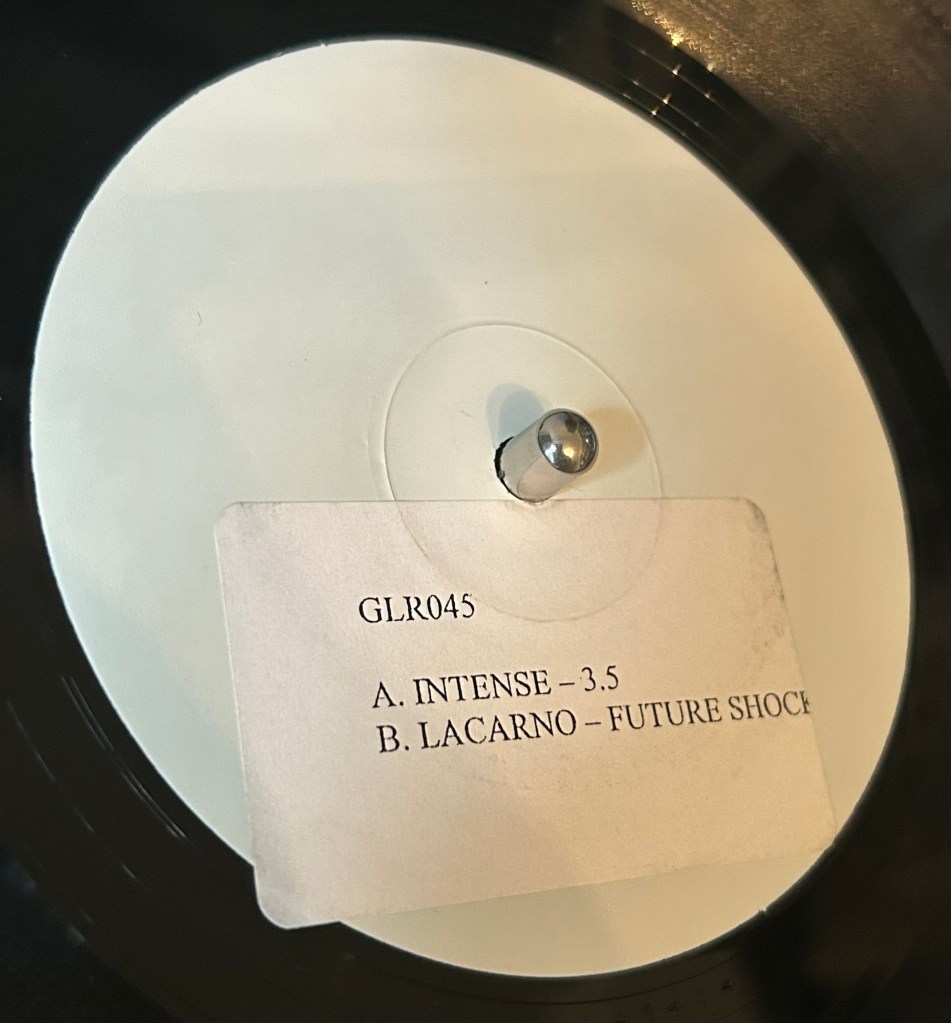 GLR045
A. INTENSE – 3.5
B. LACARNO – FUTURE SHOCK